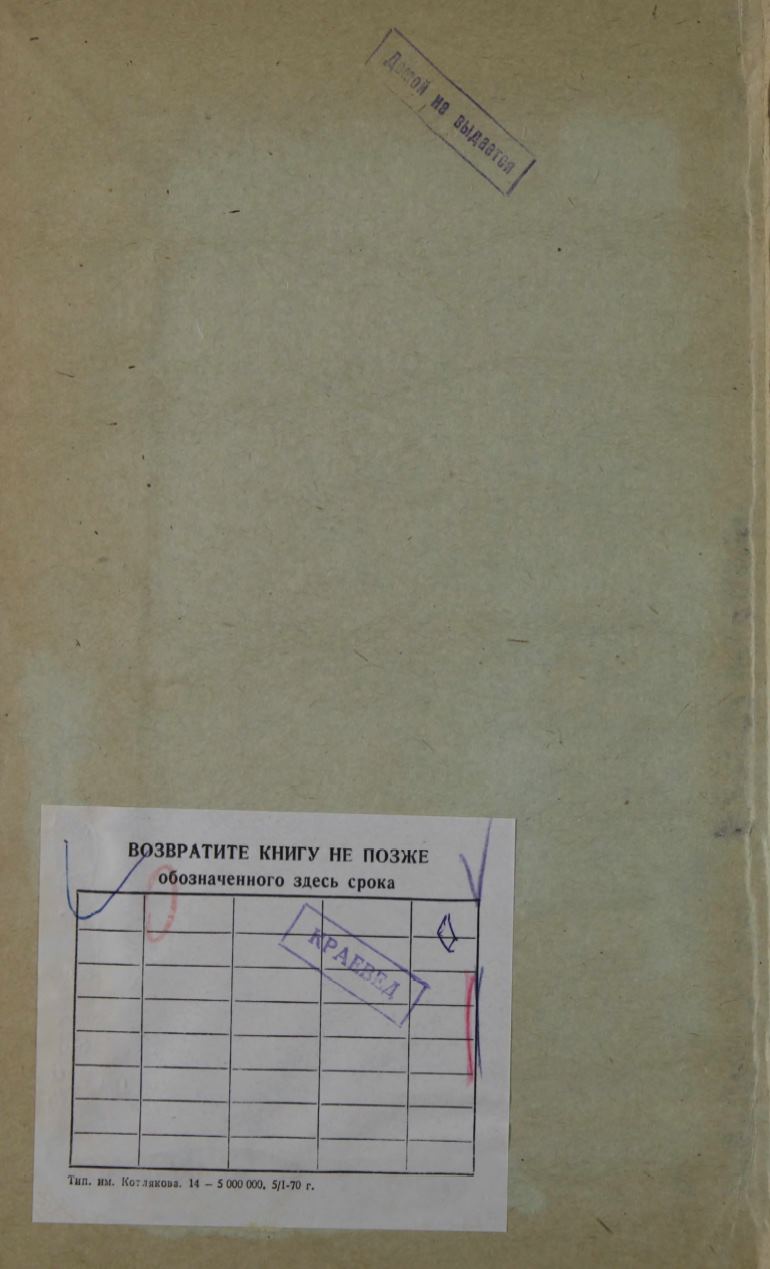 Домой не выдается
ВОЗВРАТИТЕ КНИГУ НЕ ПОЗЖЕ
обозначенного здесь срока
КРАЕВЕД
Тип. им. Котлякова. 14 — 5 000 000. 5/I-70 г.